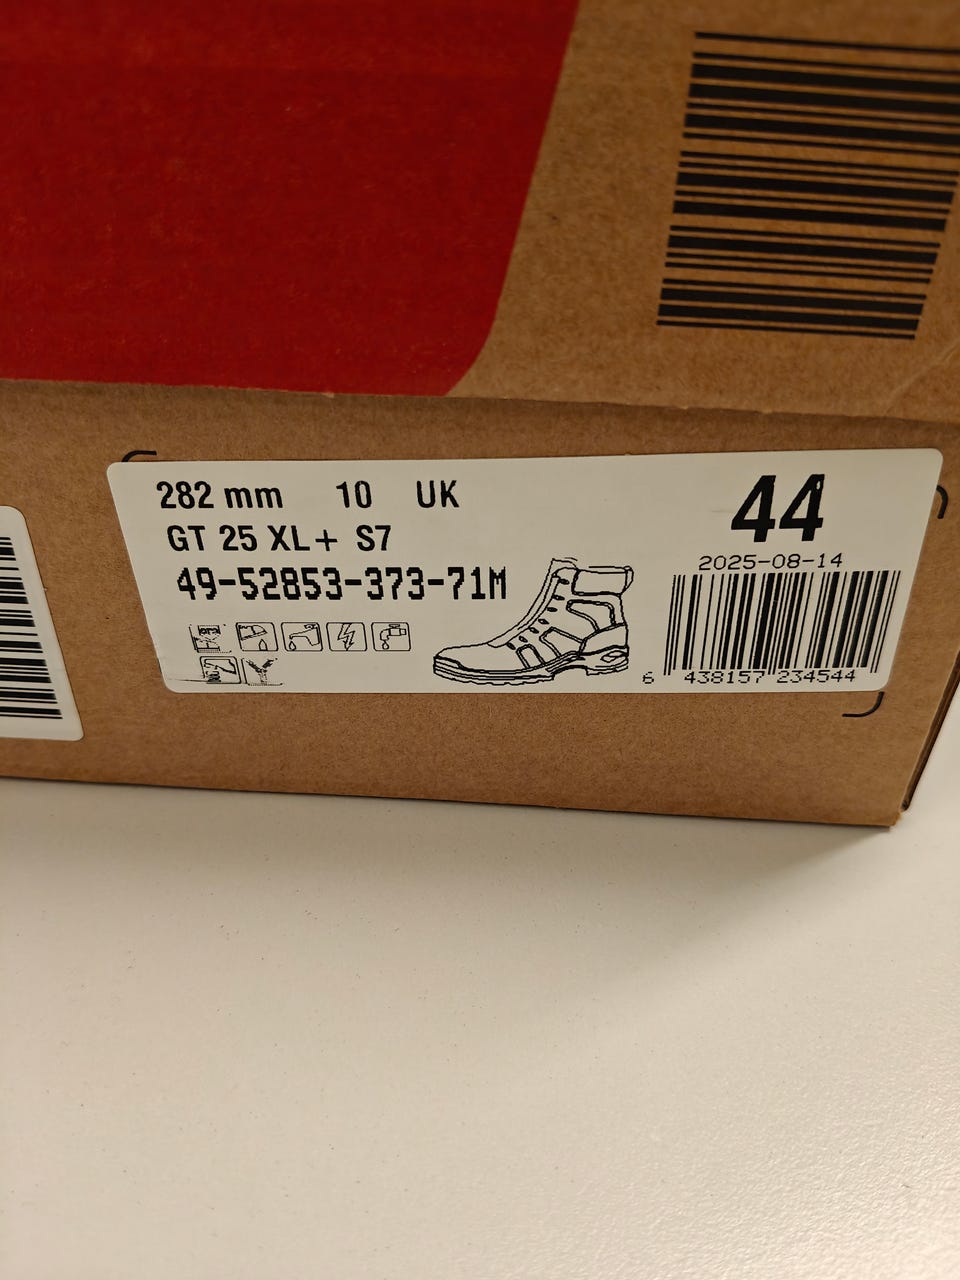 282 mm 10 UK 44
GT 25 XL+ S7
2025-08-14
49-52853-373-71M
6 438157 234544